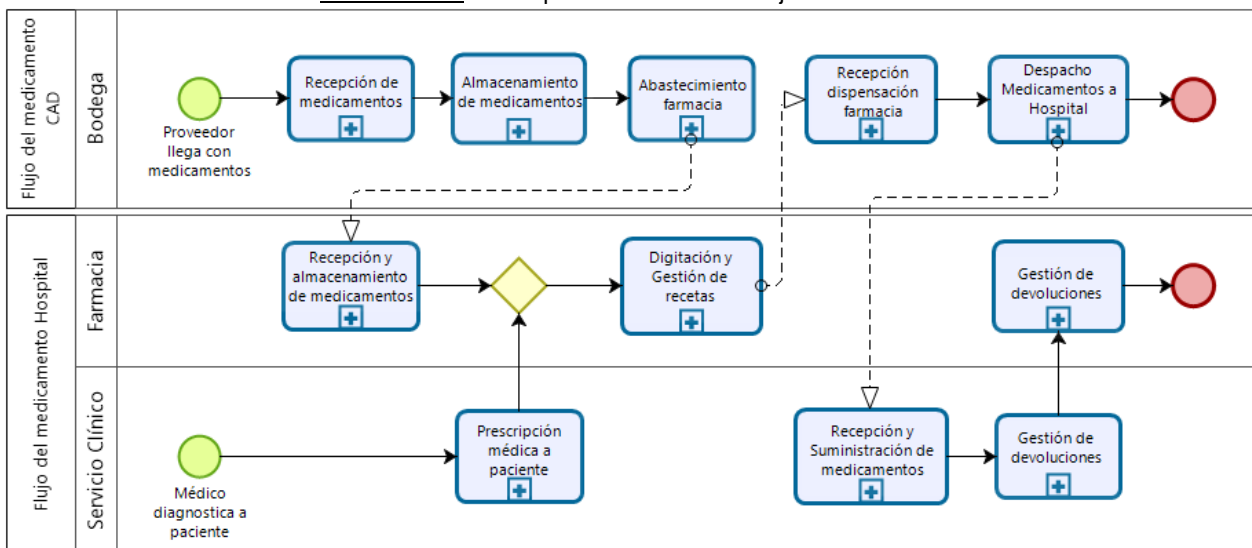 Flujo del medicamento
CAD
Bodega
Proveedor
llega con
medicamentos
Recepción de
medicamentos
Almacenamiento
de medicamentos
Abastecimiento
farmacia
Recepción
dispensación
farmacia
Despacho
Medicamentos a
Hospital
Flujo del medicamento Hospital
Farmacia
Recepción y
almacenamiento
de medicamentos
Digitación y
Gestión de
recetas
Gestión de
devoluciones
Servicio Clínico
Médico
diagnostica a
paciente
Prescripción
médica a
paciente
Recepción y
Suministración de
medicamentos
Gestión de
devoluciones